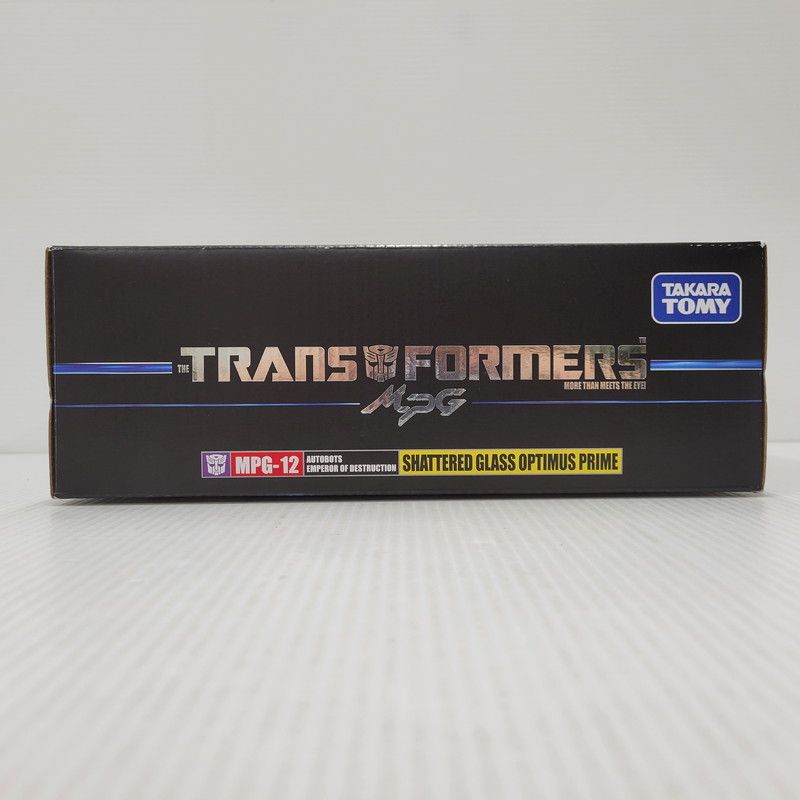 TAKARA
TOMY
THE TRANSFORMERS TM
MORE THAN MEETS THE EYE!
MPG
MPG-12
AUTOBOTS
EMPEROR OF DESTRUCTION
SHATTERED GLASS OPTIMUS PRIME